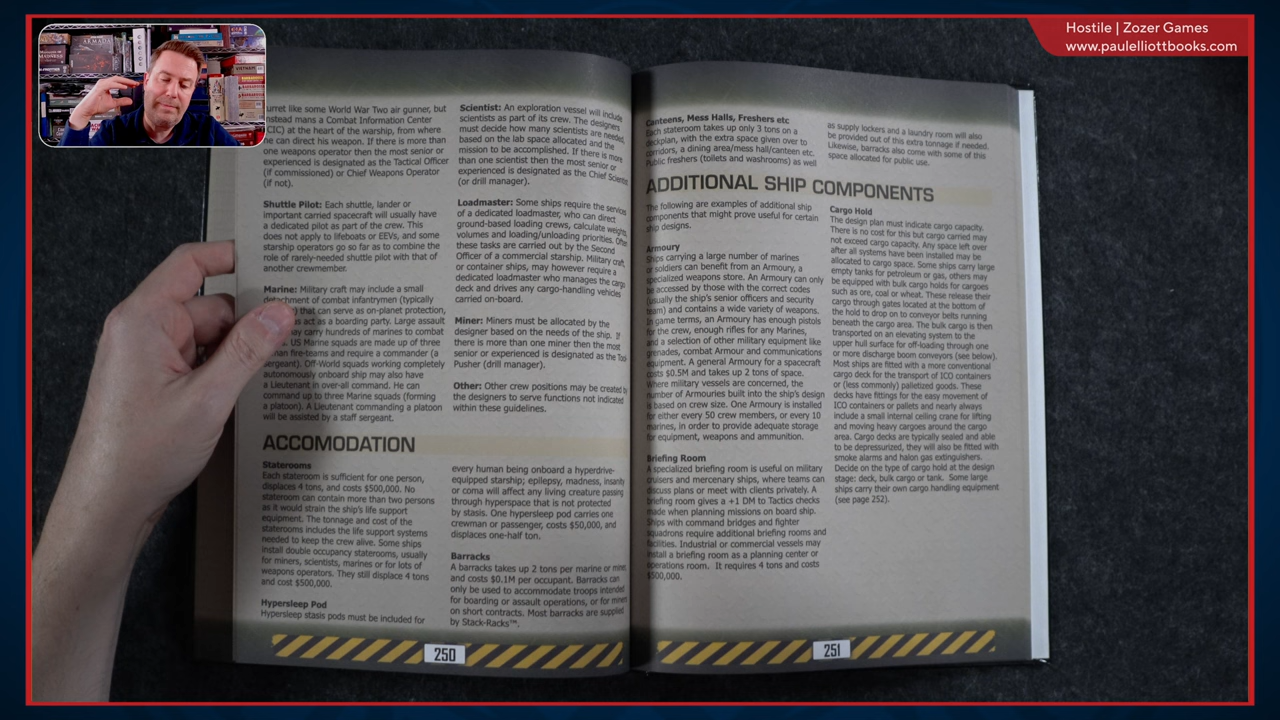 Hostile | Zozer Games
www.paulelliottbooks.com
urret like some World War Two air gunner, but
instead mans a Combat Information Center
(CIC) at the heart of the warship, from where
he can direct his weapon. If there is more than
one weapons operator then the most senior or
experienced is designated as the Tactical Officer
(if commissioned) or Chief Weapons Operator
(if not).
Shuttle Pilot: Each shuttle, lander or
important carried spacecraft will usually have
a dedicated pilot as part of the crew. This
does not apply to lifeboats or EEVs, and some
starship operators go so far as to combine the
role of rarely-needed shuttle pilot with that of
another crewmember.
Marine: Military craft may include a small
detachment of combat infantrymen (typically
) that can serve as on-planet protection,
as act as a boarding party. Large assault
may carry hundreds of marines to combat
US Marine squads are made up of three
man fire-teams and require a commander (a
sergeant). Off-World squads working completely
autonomously onboard ship may also have
a Lieutenant in over-all command. He can
command up to three Marine squads (forming
a platoon). A Lieutenant commanding a platoon
will be assisted by a staff sergeant.
Scientist: An exploration vessel will include
scientists as part of its crew. The designers
must decide how many scientists are needed,
based on the lab space allocated and the
mission to be accomplished. If there is more
than one scientist then the most senior or
experienced is designated as the Chief Scientist
(or drill manager).
Loadmaster: Some ships require the services
of a dedicated loadmaster, who can direct
ground-based loading crews, calculate weights,
volumes and loading/unloading priorities. Often
these tasks are carried out by the Second
Officer of a commercial starship. Military craft,
or container ships, may however require a
dedicated loadmaster who manages the cargo
deck and drives any cargo-handling vehicles
carried on-board.
Miner: Miners must be allocated by the
designer based on the needs of the ship. If
there is more than one miner then the most
senior or experienced is designated as the Tool
Pusher (drill manager).
Other: Other crew positions may be created by
the designers to serve functions not indicated
within these guidelines.
ACCOMODATION
Staterooms
Each stateroom is sufficient for one person,
displaces 4 tons, and costs $500,000. No
stateroom can contain more than two persons
as it would strain the ship's life support
equipment. The tonnage and cost of the
staterooms includes the life support systems
needed to keep the crew alive. Some ships
install double occupancy staterooms, usually
for miners, scientists, marines or for lots of
weapons operators. They still displace 4 tons
and cost $500,000.
Hypersleep Pod
Hypersleep stasis pods must be included for
every human being onboard a hyperdrive-
equipped starship; epilepsy, madness, insanity
or coma will affect any living creature passing
through hyperspace that is not protected
by stasis. One hypersleep pod carries one
crewman or passenger, costs $50,000, and
displaces one-half ton.
Barracks
A barracks takes up 2 tons per marine or miner
and costs $0.1M per occupant. Barracks can
only be used to accommodate troops intended
for boarding or assault operations, or for miners
on short contracts. Most barracks are supplied
by Stack-Racks™.
250
Canteens, Mess Halls, Freshers etc
Each stateroom takes up only 3 tons on a
deckplan, with the extra space given over to
corridors, a dining area/mess hall/canteen etc.
Public freshers (toilets and washrooms) as well
as supply lockers and a laundry room will also
be provided out of this extra tonnage if needed.
Likewise, barracks also come with some of this
space allocated for public use.
ADDITIONAL SHIP COMPONENTS
The following are examples of additional ship
components that might prove useful for certain
ship designs.
Armoury
Ships carrying a large number of marines
or soldiers can benefit from an Armoury, a
specialized weapons store. An Armoury can only
be accessed by those with the correct codes
(usually the ship's senior officers and security
team) and contains a wide variety of weapons.
In game terms, an Armoury has enough pistols
for the crew, enough rifles for any Marines,
and a selection of other military equipment like
grenades, combat Armour and communications
equipment. A general Armoury for a spacecraft
costs $0.5M and takes up 2 tons of space.
Where military vessels are concerned, the
number of Armouries built into the ship's design
is based on crew size. One Armoury is installed
for either every 50 crew members, or every 10
marines, in order to provide adequate storage
for equipment, weapons and ammunition.
Briefing Room
A specialized briefing room is useful on military
cruisers and mercenary ships, where teams can
discuss plans or meet with clients privately. A
briefing room gives a +1 DM to Tactics checks
made when planning missions on board ship.
Ships with command bridges and fighter
squadrons require additional briefing rooms and
facilities. Industrial or commercial vessels may
install a briefing room as a planning center or
operations room. It requires 4 tons and costs
$500,000.
Cargo Hold
The design plan must indicate cargo capacity.
There is no cost for this but cargo carried may
not exceed cargo capacity. Any space left over
after all systems have been installed may be
allocated to cargo space. Some ships carry large
empty tanks for petroleum or gas, others may
be equipped with bulk cargo holds for cargoes
such as ore, coal or wheat. These release their
cargo through gates located at the bottom of
the hold to drop on to conveyor belts running
beneath the cargo area. The bulk cargo is then
transported on an elevating system to the
upper hull surface for off-loading through one
or more discharge boom conveyors (see below).
Most ships are fitted with a more conventional
cargo deck for the transport of ICO containers
or (less commonly) palletized goods. These
decks have fittings for the easy movement of
ICO containers or pallets and nearly always
include a small internal ceiling crane for lifting
and moving heavy cargoes around the cargo
area. Cargo decks are typically sealed and able
to be depressurized, they will also be fitted with
smoke alarms and halon gas extinguishers.
Decide on the type of cargo hold at the design
stage: deck, bulk cargo or tank. Some large
ships carry their own cargo handling equipment
(see page 252).
251